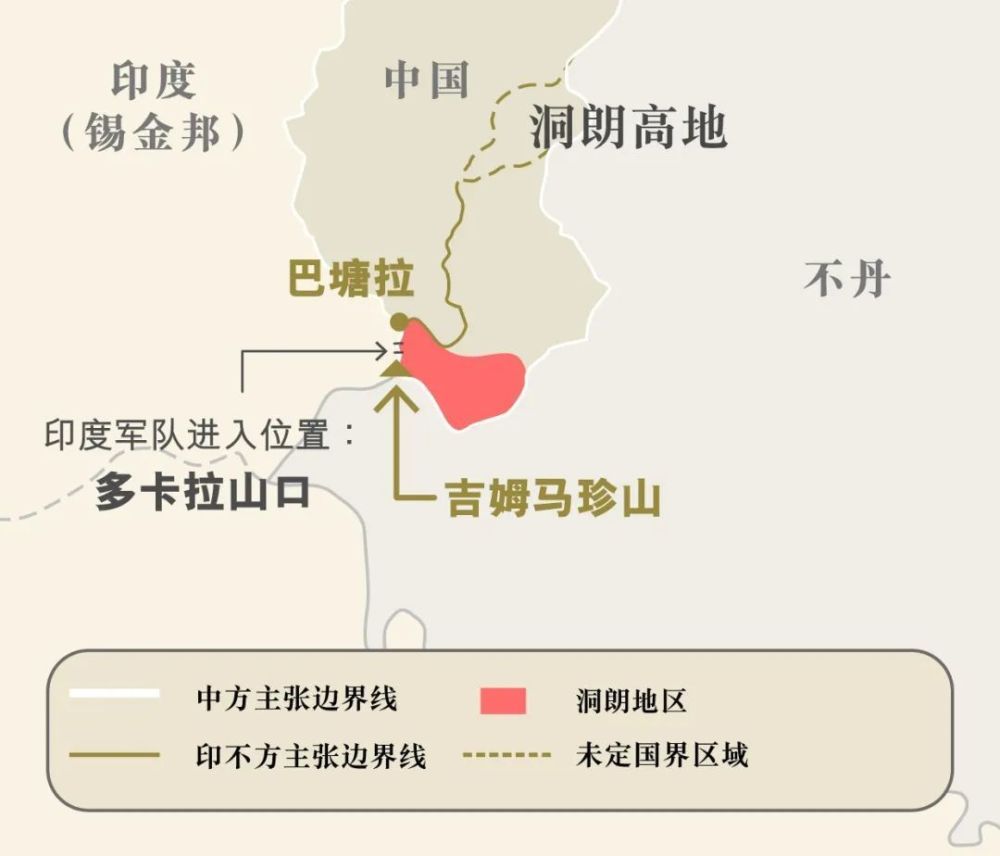 印度
（锡金邦）
中国
洞朗高地
不丹
巴塘拉
印度军队进入位置：
多卡拉山口
吉姆马珍山
中方主张边界线
洞朗地区
印不方主张边界线
未定国界区域